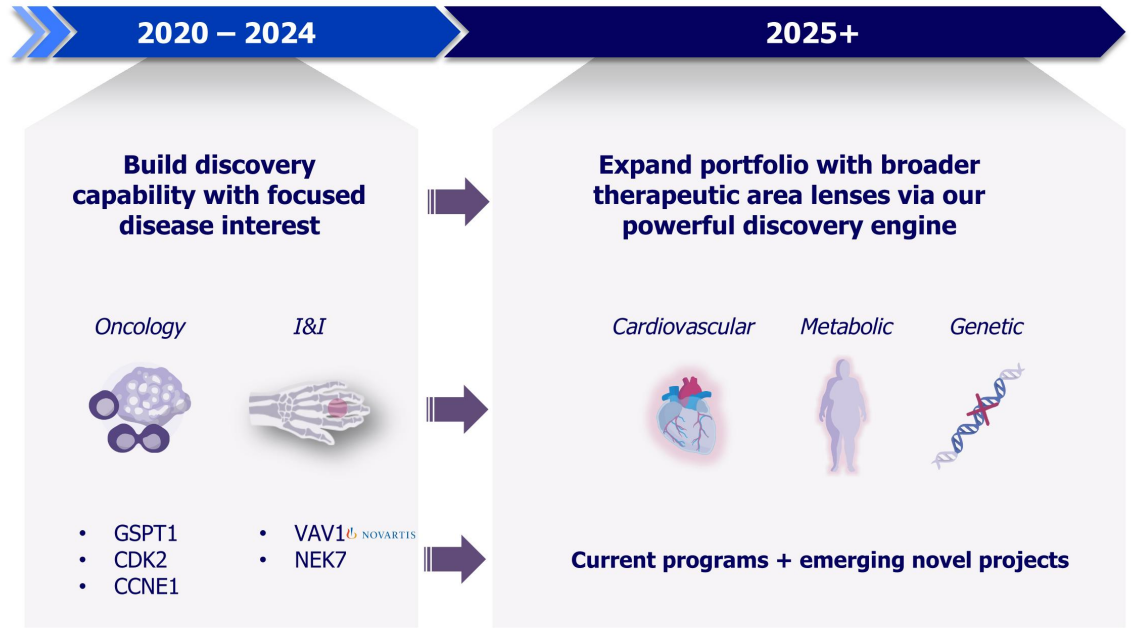 2020 – 2024
2025+
Build discovery
capability with focused
disease interest
Expand portfolio with broader
therapeutic area lenses via our
powerful discovery engine
Oncology
I&I
Cardiovascular
Metabolic
Genetic
• GSPT1
• CDK2
• CCNE1
• VAV1 NOVARTIS
• NEK7
Current programs + emerging novel projects